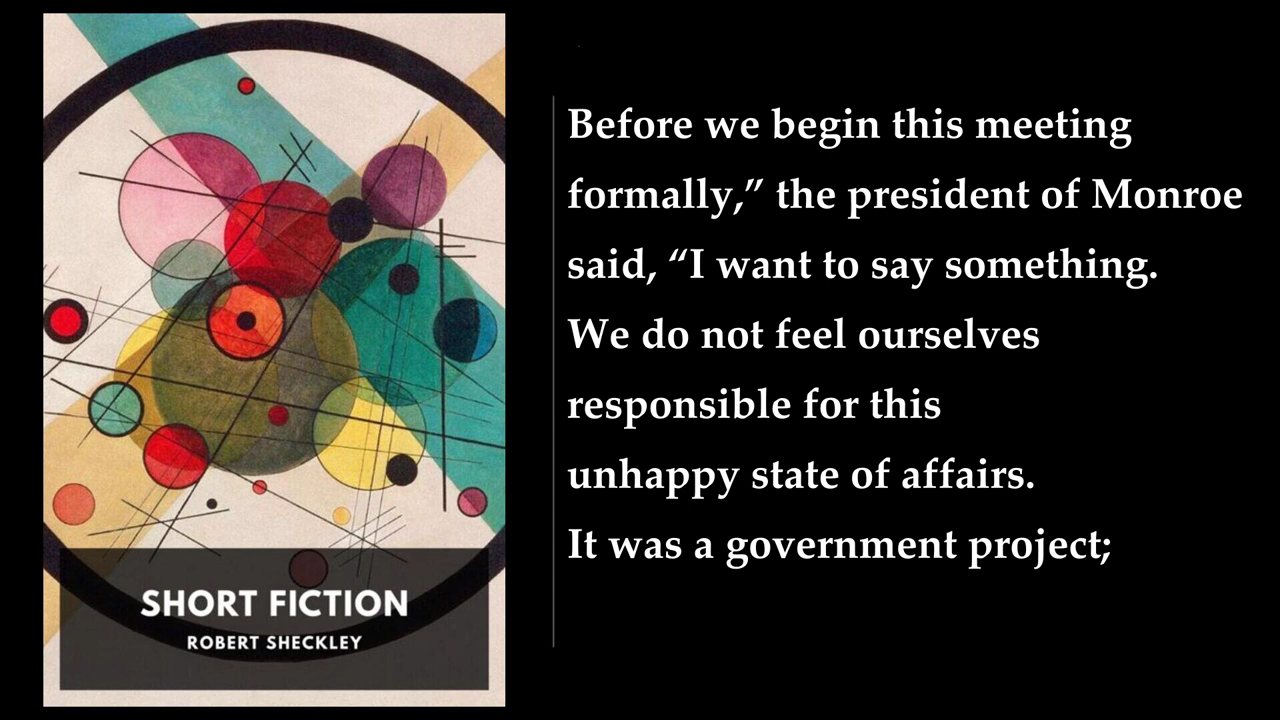 SHORT FICTION
ROBERT SHECKLEY
Before we begin this meeting
formally,” the president of Monroe
said, “I want to say something.
We do not feel ourselves
responsible for this
unhappy state of affairs.
It was a government project;